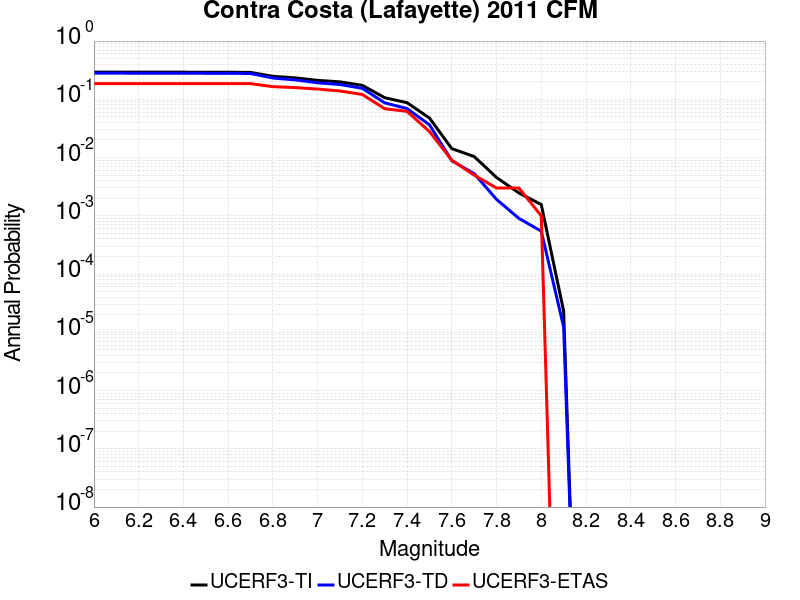 Contra Costa (Lafayette) 2011 CFM
Annual Probability
10^0
10^-1
10^-2
10^-3
10^-4
10^-5
10^-6
10^-7
10^-8
6 6.2 6.4 6.6 6.8 7 7.2 7.4 7.6 7.8 8 8.2 8.4 8.6 8.8 9
Magnitude
UCERF3-TI UCERF3-TD UCERF3-ETAS